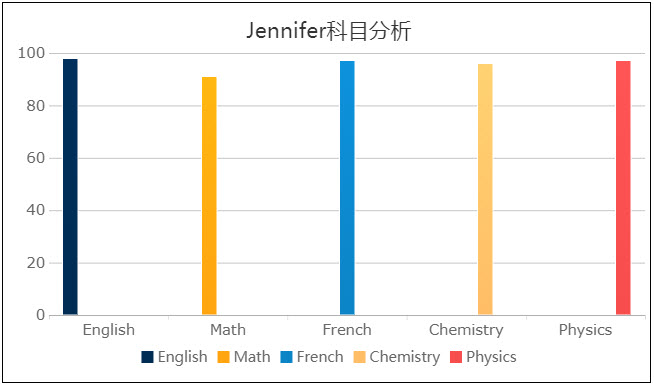 Jennifer科目分析
100
80
60
40
20
0
English Math French Chemistry Physics
English Math French Chemistry Physics